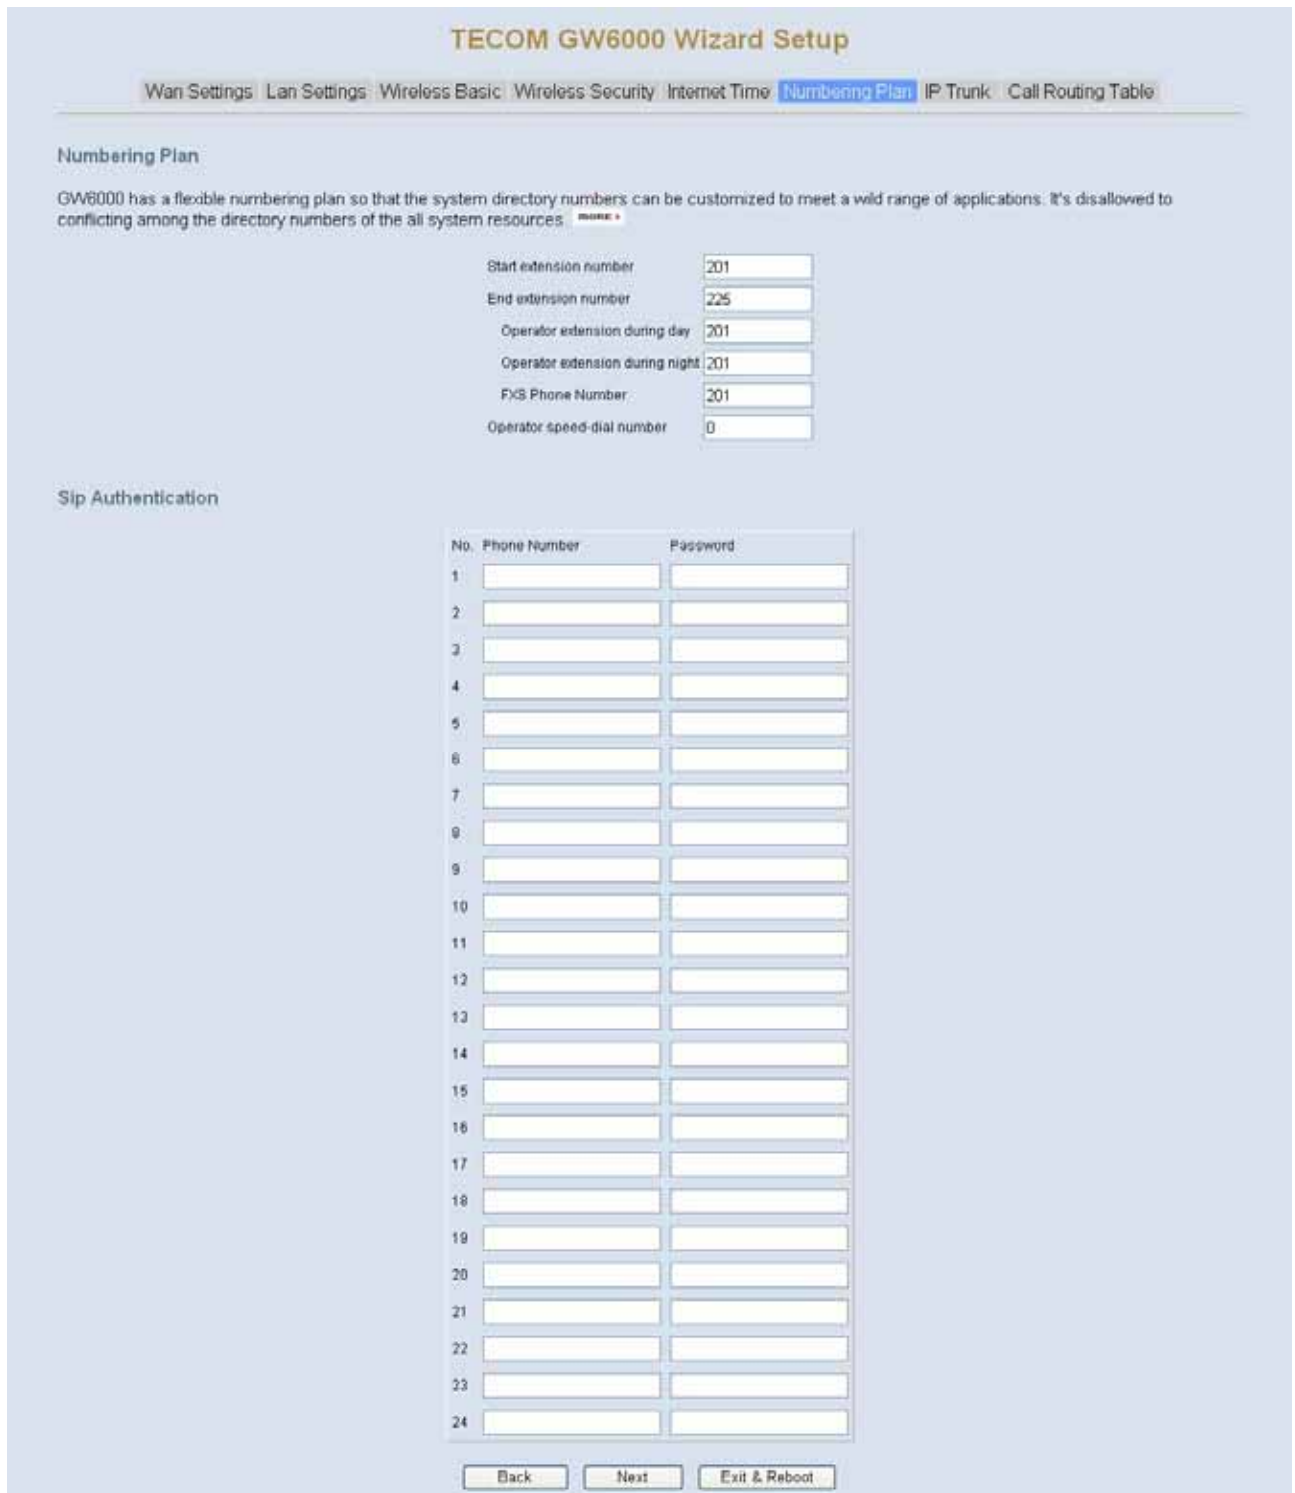 TECOM GW6000 Wizard Setup
Wan Settings Lan Settings Wireless Basic Wireless Security Internet Time Numbering Plan IP Trunk Call Routing Table
Numbering Plan
GW6000 has a flexible numbering plan so that the system directory numbers can be customized to meet a wild range of applications. It's disallowed to
conflicting among the directory numbers of the all system resources. MORE
Start extension number 201
End extension number 225
Operator extension during day 201
Operator extension during night 201
FXS Phone Number 201
Operator speed-dial number 0
Sip Authentication
No. Phone Number Password
1
2
3
4
5
6
7
8
9
10
11
12
13
14
15
16
17
18
19
20
21
22
23
24
Back Next Exit & Reboot